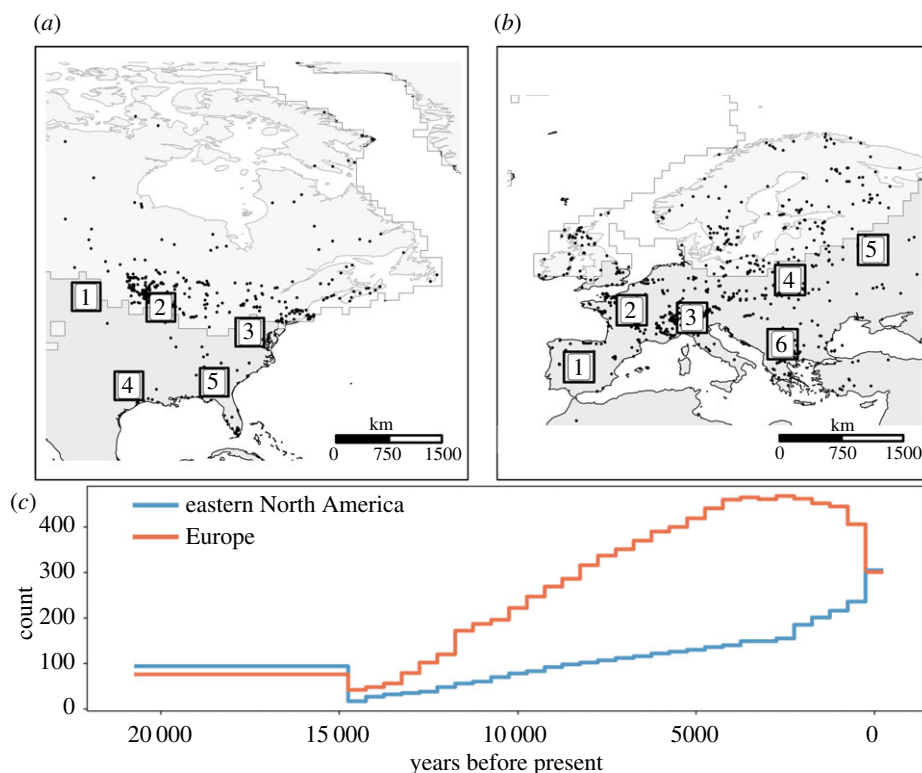 (a)
(b)
1
2
3
4
5
km
0 750 1500
1
2
3
4
5
6
km
0 750 1500
(c)
eastern North America
Europe
count
400
300
200
100
0
20 000 15 000 10 000 5000 0
years before present